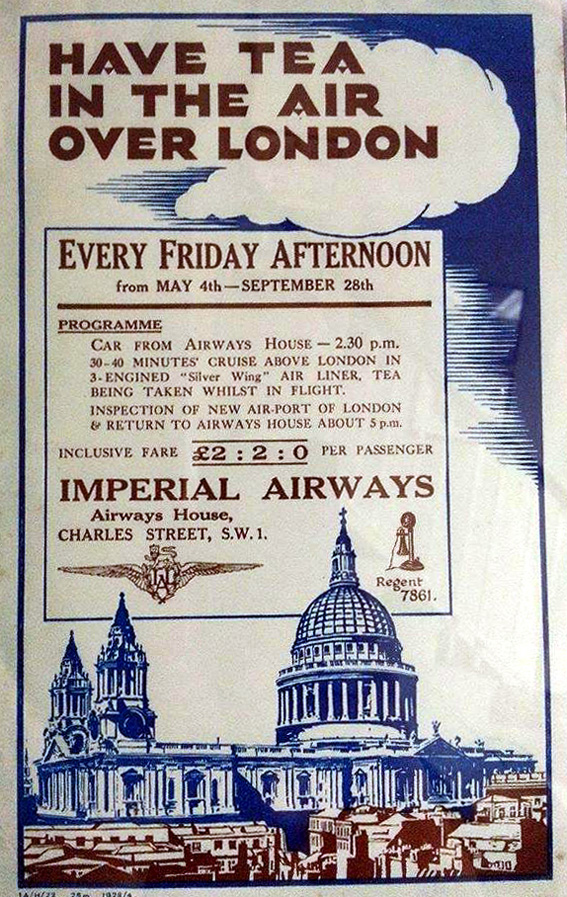 HAVE TEA
IN THE AIR
OVER LONDON
EVERY FRIDAY AFTERNOON
from MAY 4th—SEPTEMBER 28th
PROGRAMME
CAR FROM AIRWAYS HOUSE — 2.30 p.m.
30-40 MINUTES' CRUISE ABOVE LONDON IN
3-ENGINED "Silver Wing" AIR LINER, TEA
BEING TAKEN WHILST IN FLIGHT.
INSPECTION OF NEW AIR-PORT OF LONDON
& RETURN TO AIRWAYS HOUSE ABOUT 5 p.m.
INCLUSIVE FARE £2:2:0 PER PASSENGER
IMPERIAL AIRWAYS
Airways House,
CHARLES STREET, S.W.1.
Regent
7861.